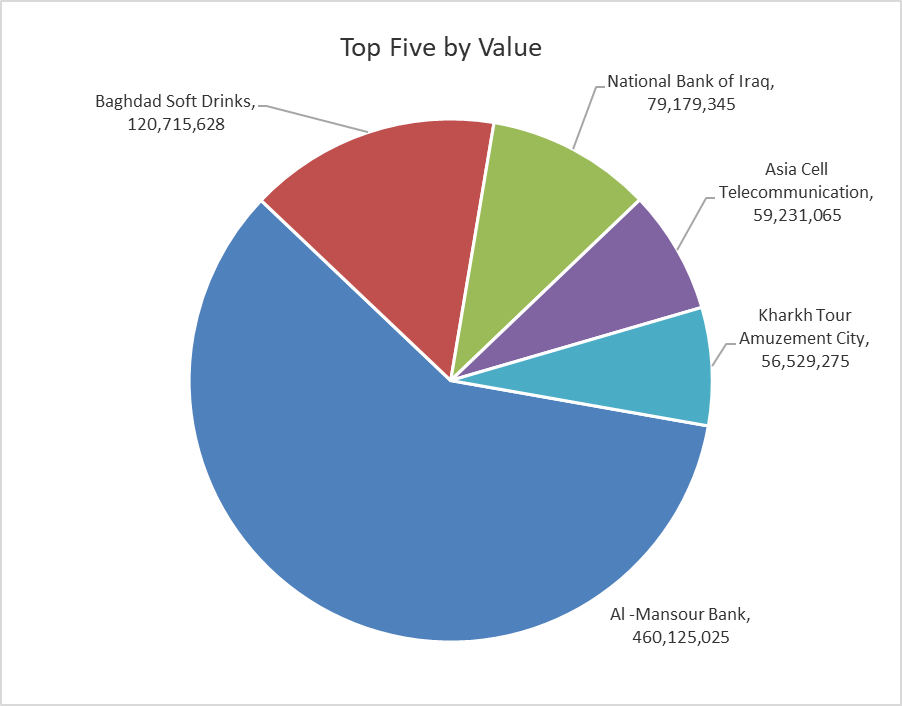 Top Five by Value
National Bank of Iraq,
79,179,345
Baghdad Soft Drinks,
120,715,628
Asia Cell
Telecommunication,
59,231,065
Kharkh Tour
Amuzement City,
56,529,275
Al -Mansour Bank,
460,125,025